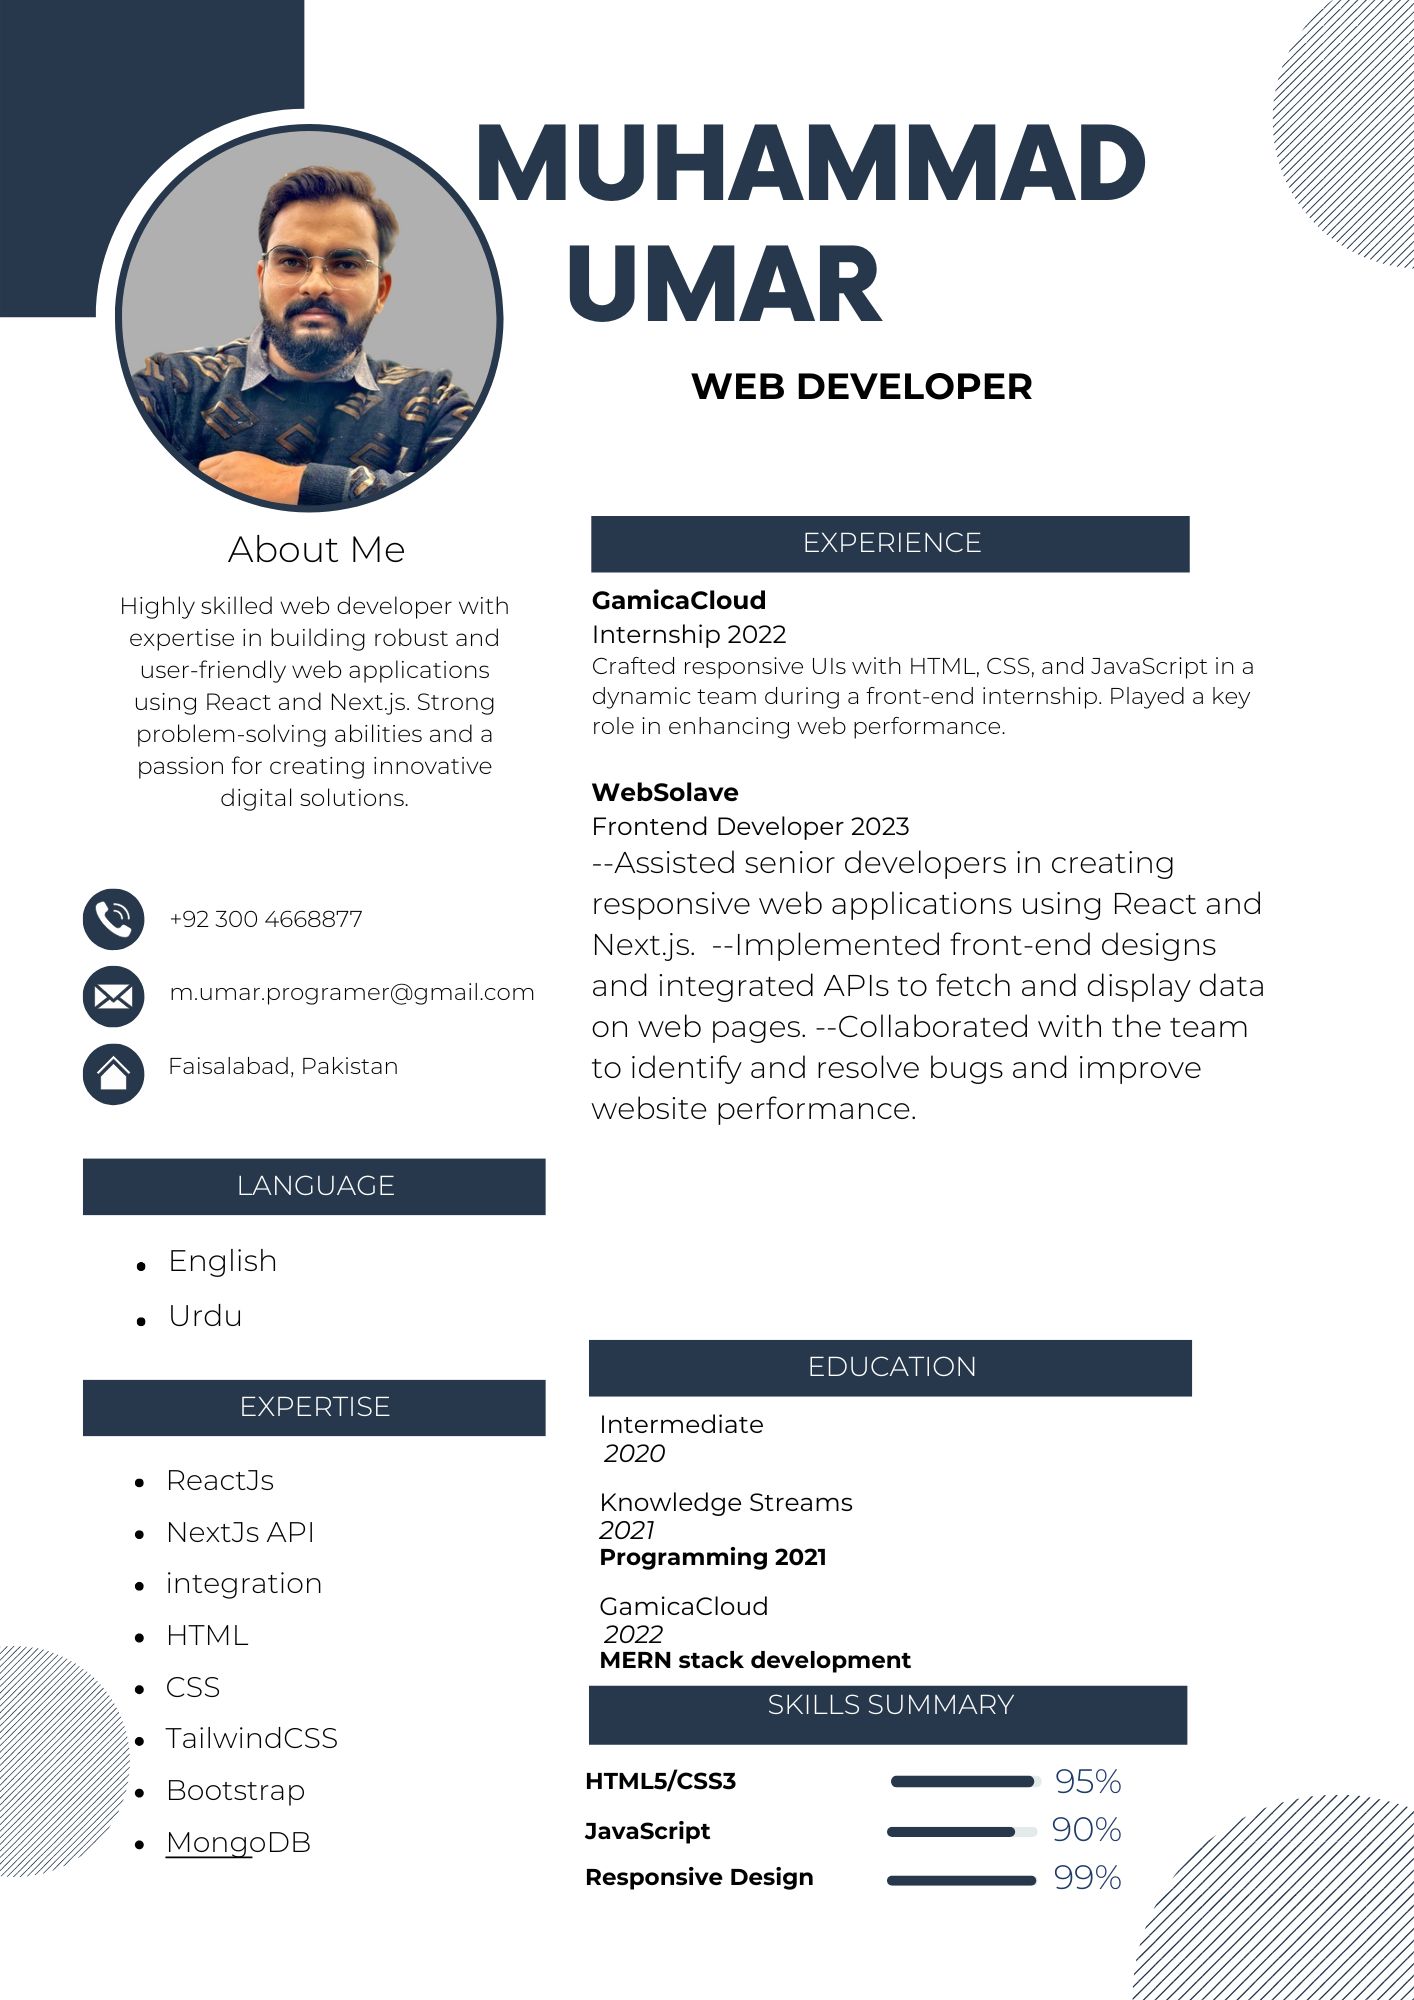 MUHAMMAD
UMAR
WEB DEVELOPER
About Me
Highly skilled web developer with
expertise in building robust and
user-friendly web applications
using React and Next.js. Strong
problem-solving abilities and a
passion for creating innovative
digital solutions.
+92 300 4668877
m.umar.programer@gmail.com
Faisalabad, Pakistan
LANGUAGE
• English
• Urdu
EXPERTISE
• ReactJs
• NextJs API
• integration
• HTML
• CSS
• TailwindCSS
• Bootstrap
• MongoDB
EXPERIENCE
GamicaCloud
Internship 2022
Crafted responsive UIs with HTML, CSS, and JavaScript in a
dynamic team during a front-end internship. Played a key
role in enhancing web performance.
WebSolave
Frontend Developer 2023
--Assisted senior developers in creating
responsive web applications using React and
Next.js.  --Implemented front-end designs
and integrated APIs to fetch and display data
on web pages. --Collaborated with the team
to identify and resolve bugs and improve
website performance.
EDUCATION
Intermediate
2020
Knowledge Streams
2021
Programming 2021
GamicaCloud
2022
MERN stack development
SKILLS SUMMARY
HTML5/CSS3 95%
JavaScript 90%
Responsive Design 99%